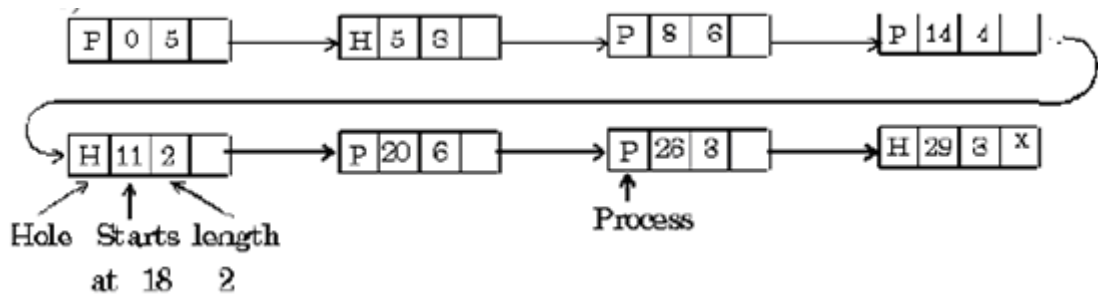 P 0 5 H 5 3 P 8 6 P 14 4
H 11 2 P 20 6 P 26 3 H 29 3 X
Hole Starts length Process
at 18 2